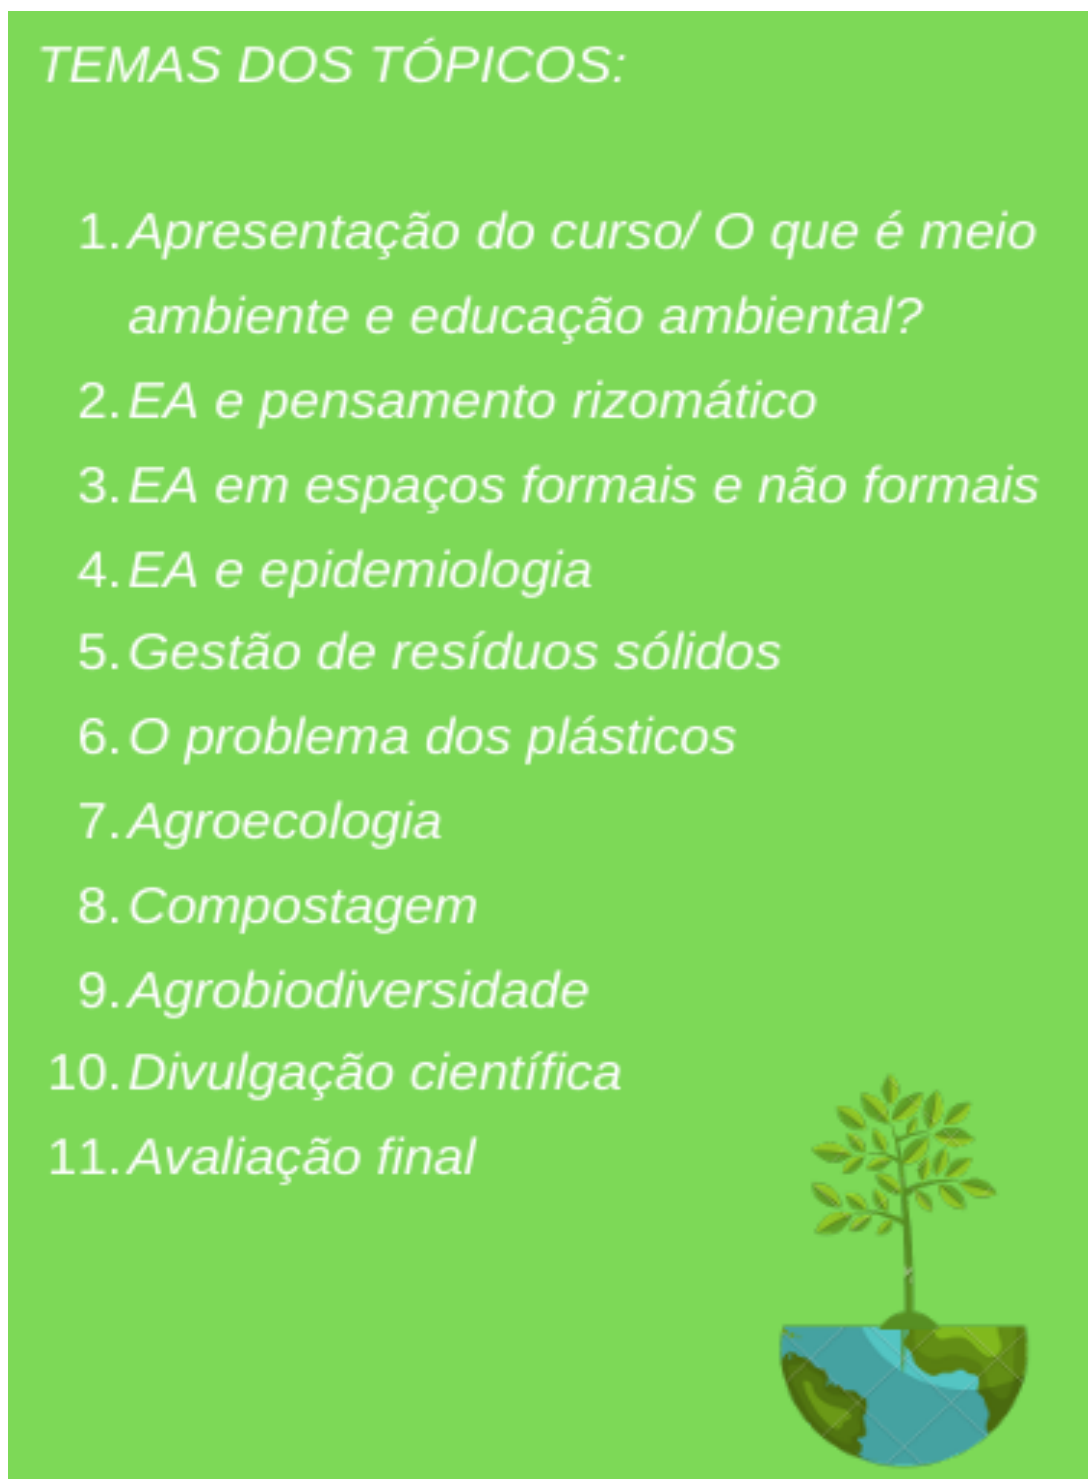 TEMAS DOS TÓPICOS:
1. Apresentação do curso/ O que é meio
ambiente e educação ambiental?
2. EA e pensamento rizomático
3. EA em espaços formais e não formais
4. EA e epidemiologia
5. Gestão de resíduos sólidos
6. O problema dos plásticos
7. Agroecologia
8. Compostagem
9. Agrobiodiversidade
10. Divulgação científica
11. Avaliação final